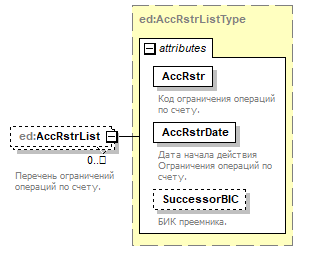 ed:AccRstrListType
attributes
AccRstr
Код ограничения операций
по счету.
ed:AccRstrList
AccRstrDate
0..□
Дата начала действия
Ограничения операций по
счету.
Перечень ограничений
операций по счету.
SuccessorBIC
БИК преемника.